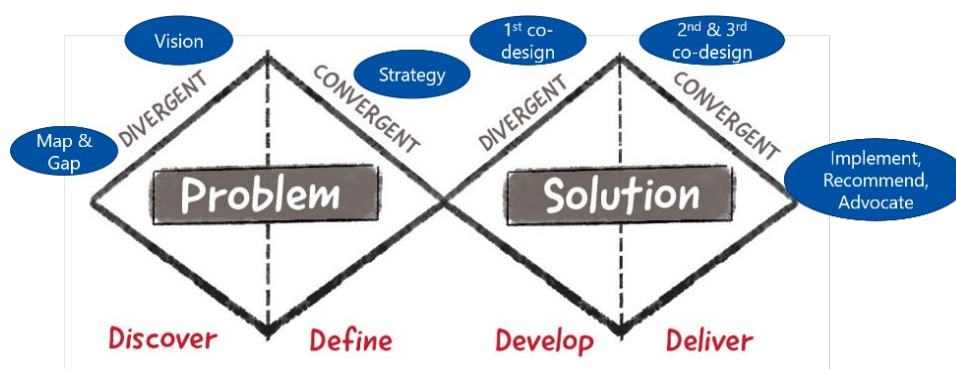 Vision
1st co-
design
2nd & 3rd
co-design
Strategy
DIVERGENT
CONVERGENT
DIVERGENT
CONVERGENT
Map &
Gap
Problem
Solution
Implement,
Recommend,
Advocate
Discover
Define
Develop
Deliver